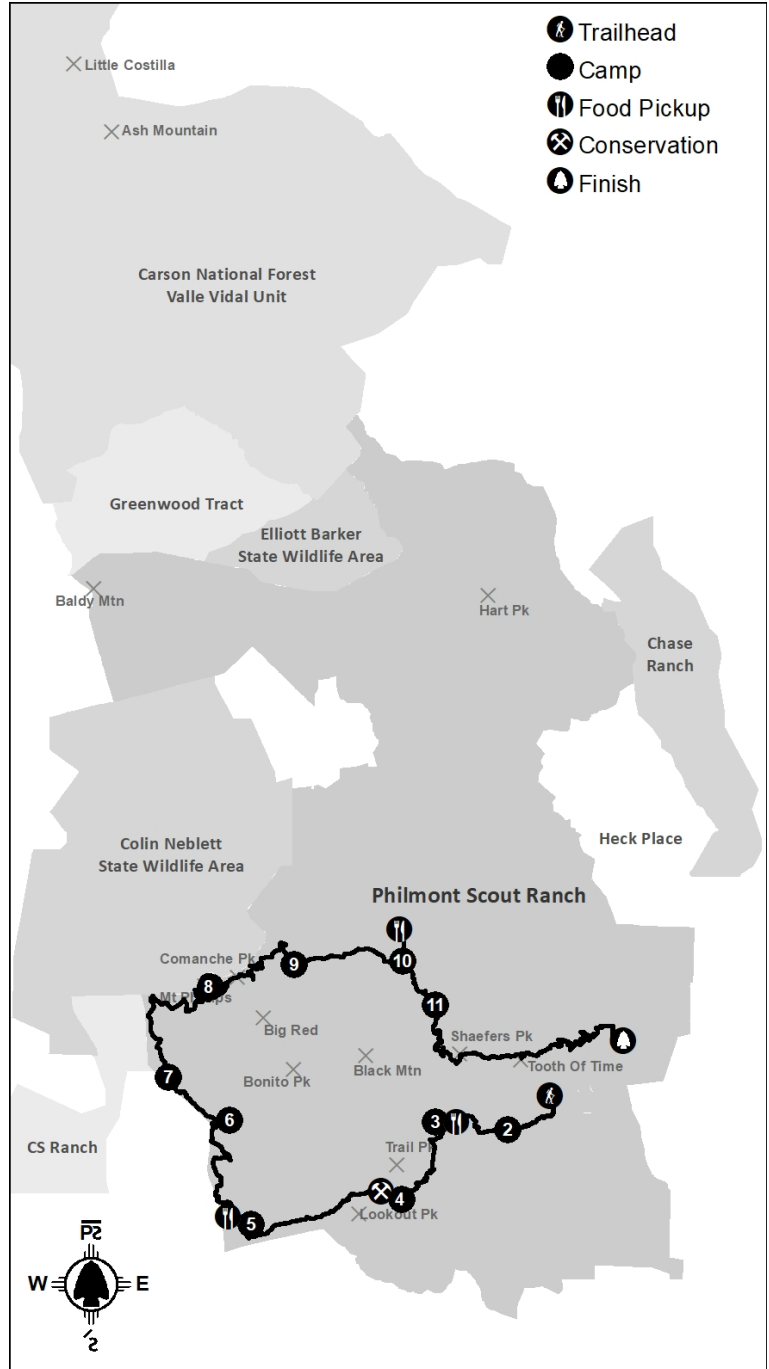 Trailhead
Camp
Food Pickup
Conservation
Finish
Little Costilla
Ash Mountain
Carson National Forest
Valle Vidal Unit
Greenwood Tract
Elliott Barker
State Wildlife Area
Baldy Mtn
Hart Pk
Chase
Ranch
Heck Place
Colin Neblett
State Wildlife Area
Philmont Scout Ranch
Comanche Pk
9
10
8
Mt Phillips
11
Big Red
Shaefers Pk
Black Mtn
Tooth Of Time
Bonito Pk
7
6
3
2
CS Ranch
Trail Pk
4
Lookout Pk
5
W
E